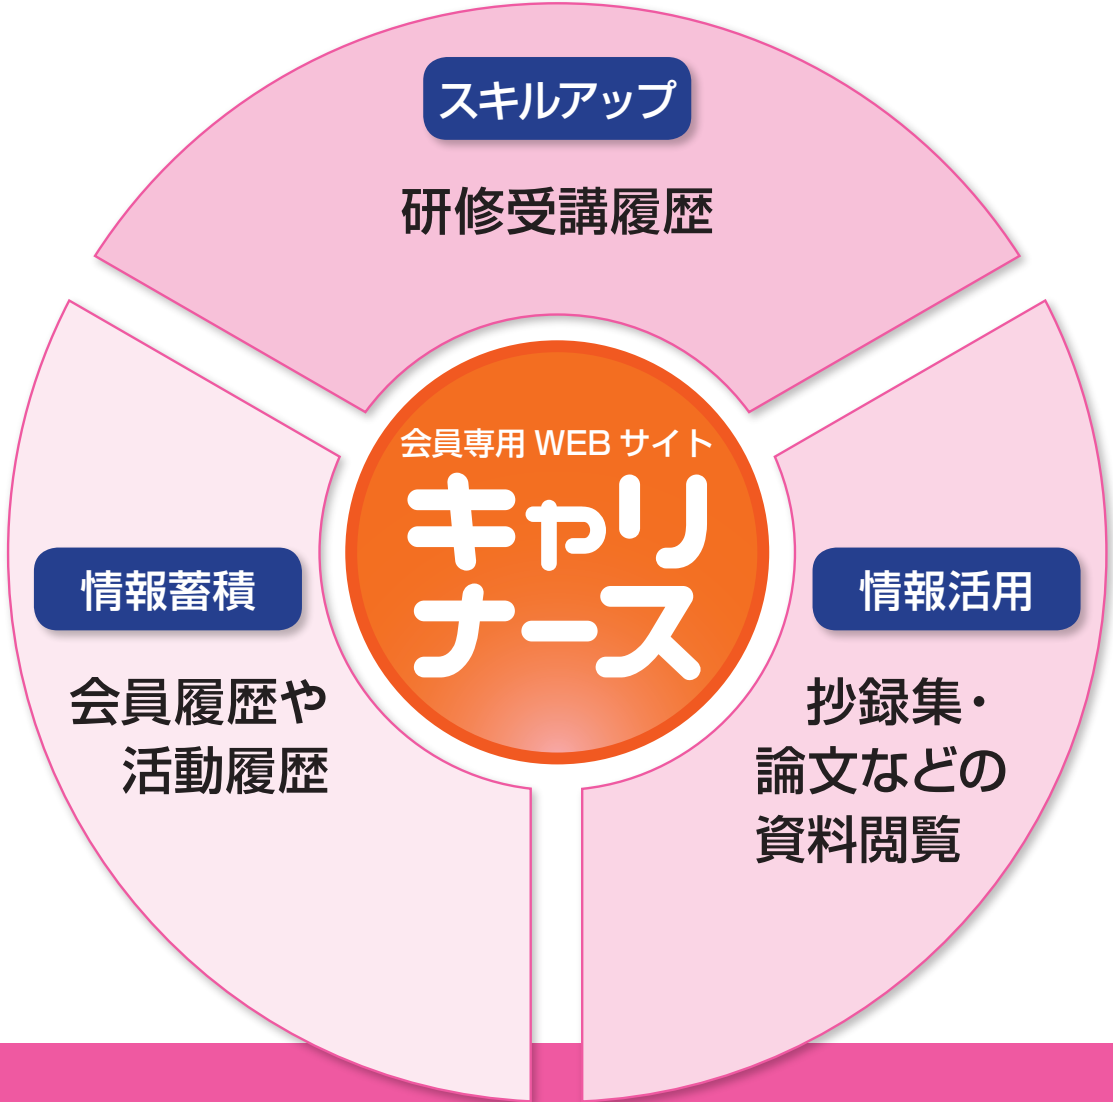 スキルアップ
研修受講履歴
会員専用 WEB サイト
キャリ
ナース
情報蓄積
会員履歴や
活動履歴
情報活用
抄録集・
論文などの
資料閲覧